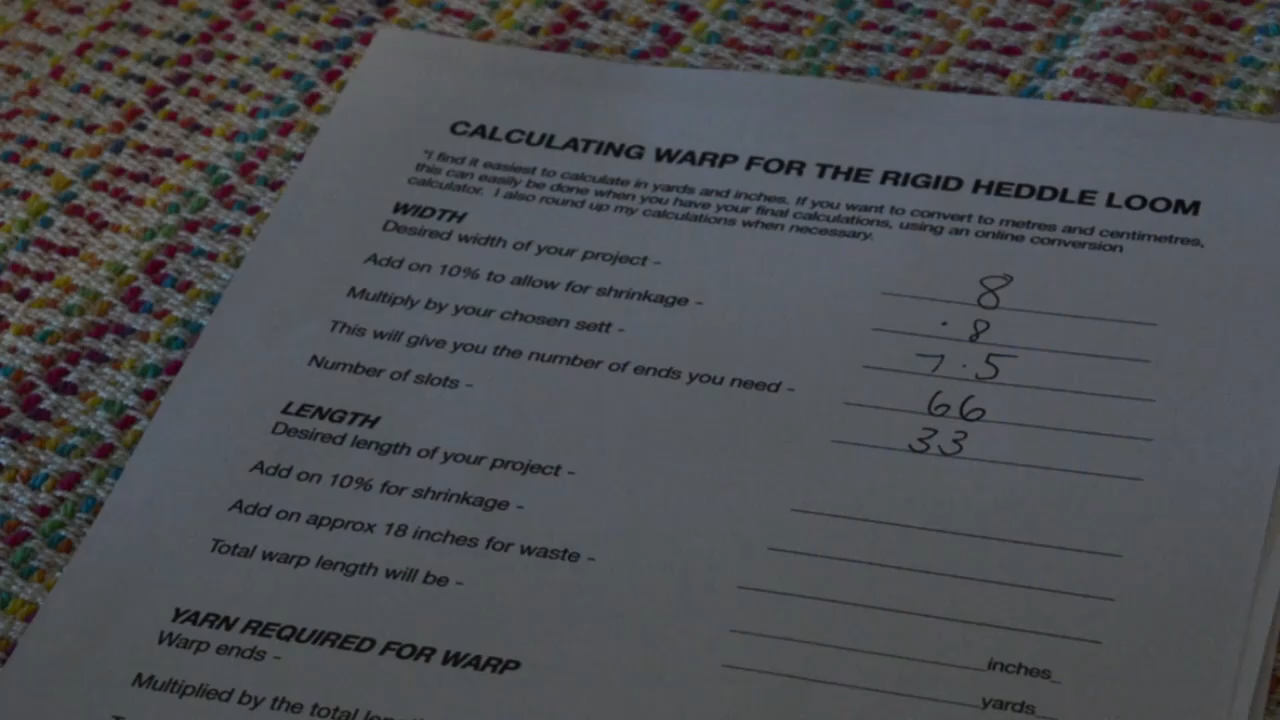 CALCULATING WARP FOR THE RIGID HEDDLE LOOM
"I find it easiest to calculate in yards and inches. If you want to convert to metres and centimetres,
this can easily be done when you have your final calculations, using an online conversion
calculator. I also round up my calculations when necessary.
WIDTH
Desired width of your project - 8
Add on 10% to allow for shrinkage - .8
Multiply by your chosen sett - 7.5
This will give you the number of ends you need - 66
Number of slots - 33
LENGTH
Desired length of your project -
Add on 10% for shrinkage -
Add on approx 18 inches for waste -
Total warp length will be -
inches
yards
YARN REQUIRED FOR WARP
Warp ends -
Multiplied by the total